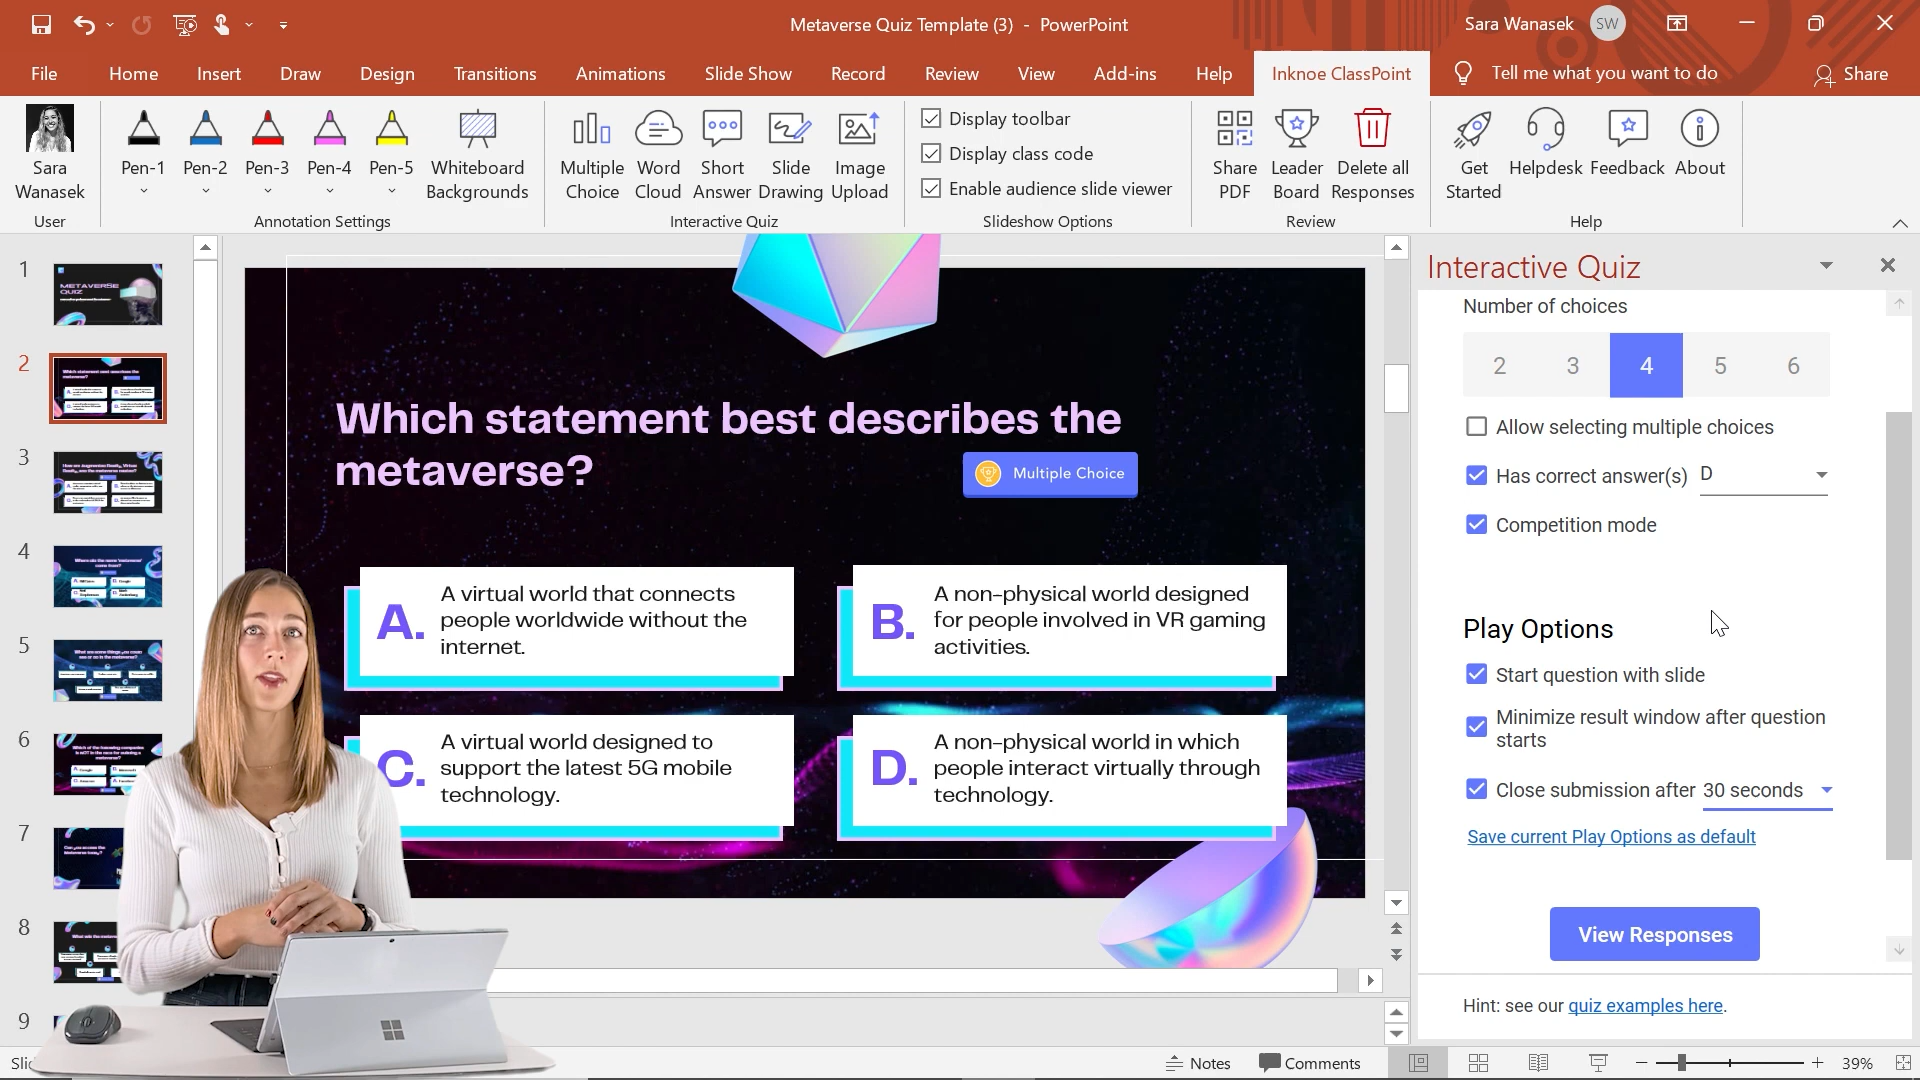 Metaverse Quiz Template (3) - PowerPoint
Sara Wanasek SW
File Home Insert Draw Design Transitions Animations Slide Show Record Review View Add-ins Help Inknoe ClassPoint Tell me what you want to do Share
Sara
Wanasek
User
Pen-1 Pen-2 Pen-3 Pen-4 Pen-5 Whiteboard
Backgrounds
Annotation Settings
Multiple
Choice
Word
Cloud
Short
Answer
Slide
Drawing
Image
Upload
Interactive Quiz
Display toolbar
Display class code
Enable audience slide viewer
Slideshow Options
Share
PDF
Leader
Board
Delete all
Responses
Review
Get
Started
Helpdesk Feedback About
Help
1
METAVERSE
QUIZ
2
3
4
5
6
7
8
9
Which statement best describes the
metaverse?
Multiple Choice
A. A virtual world that connects
people worldwide without the
internet.
B. A non-physical world designed
for people involved in VR gaming
activities.
C. A virtual world designed to
support the latest 5G mobile
technology.
D. A non-physical world in which
people interact virtually through
technology.
Interactive Quiz
Number of choices
2 3 4 5 6
Allow selecting multiple choices
Has correct answer(s) D
Competition mode
Play Options
Start question with slide
Minimize result window after question
starts
Close submission after 30 seconds
Save current Play Options as default
View Responses
Hint: see our quiz examples here.
Notes Comments 39%